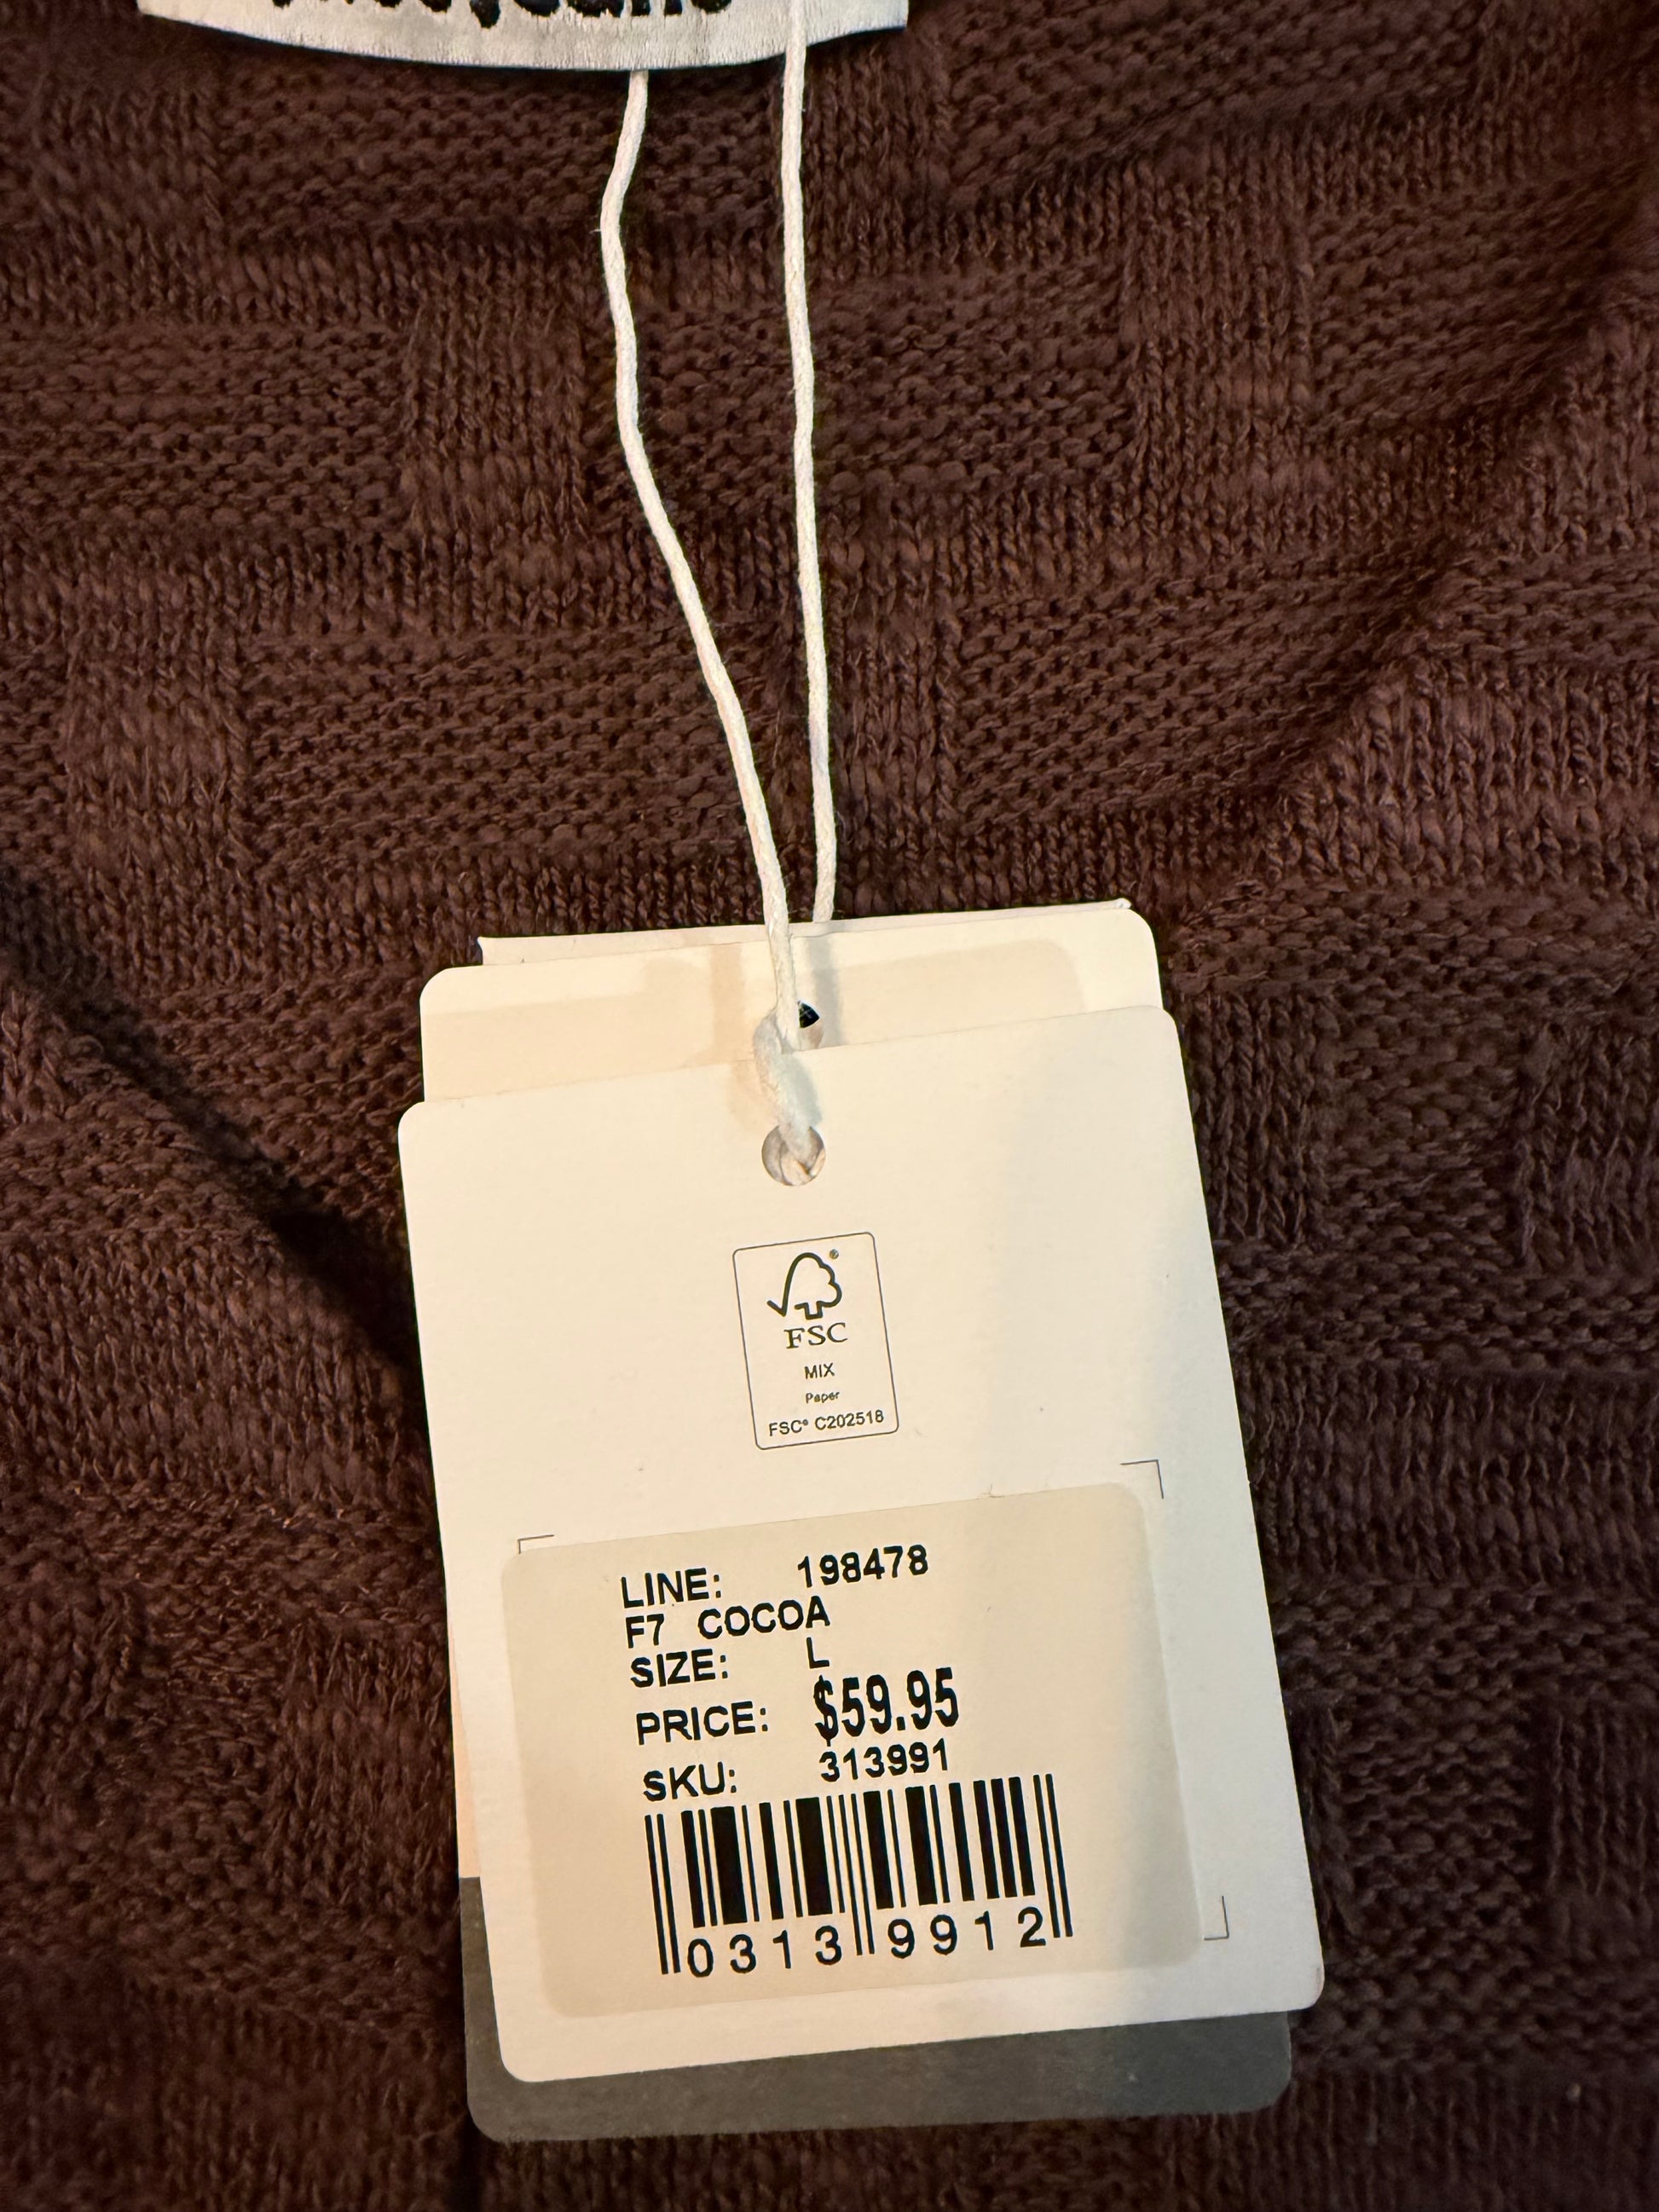 FSC
MIX
Paper
FSC® C202518
LINE: 198478
F7 COCOA
SIZE: L
PRICE: $59.95
SKU: 313991
0313 9912